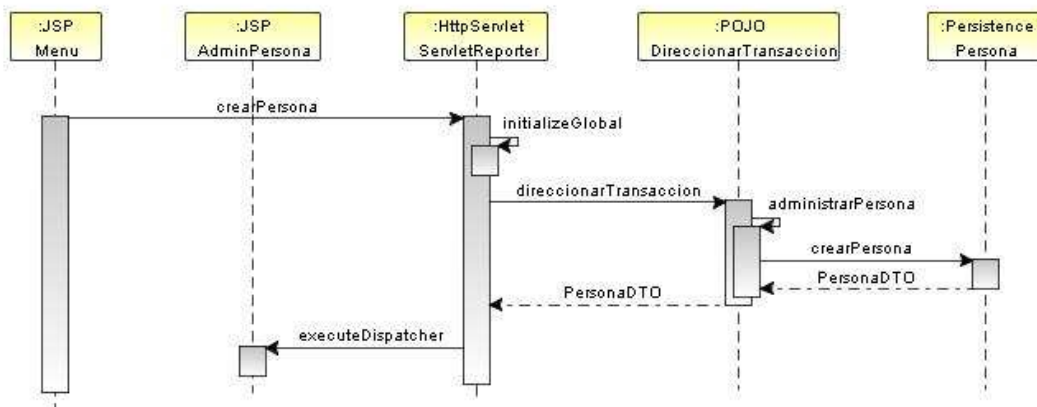 :JSP
Menu
:JSP
AdminPersona
:HttpServlet
ServletReporter
:POJO
DireccionarTransaccion
:Persistence
Persona
crearPersona
initializeGlobal
direccionarTransaccion
administrarPersona
crearPersona
PersonaDTO
PersonaDTO
executeDispatcher